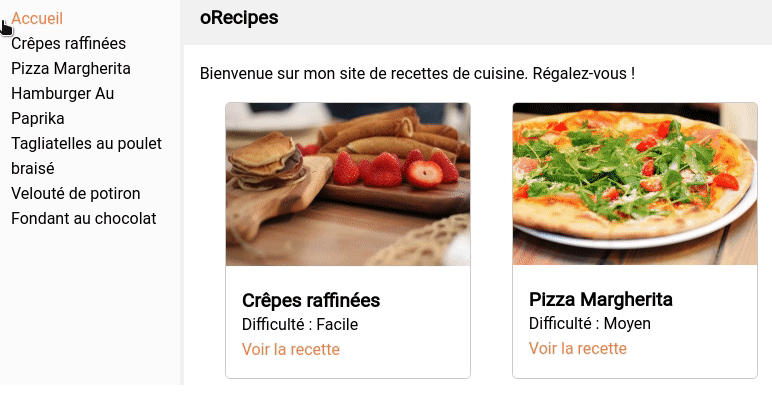 Accueil
Crêpes raffinées
Pizza Margherita
Hamburger Au
Paprika
Tagliatelles au poulet
braisé
Velouté de potiron
Fondant au chocolat
oRecipes
Bienvenue sur mon site de recettes de cuisine. Régalez-vous !
Crêpes raffinées
Difficulté : Facile
Voir la recette
Pizza Margherita
Difficulté : Moyen
Voir la recette